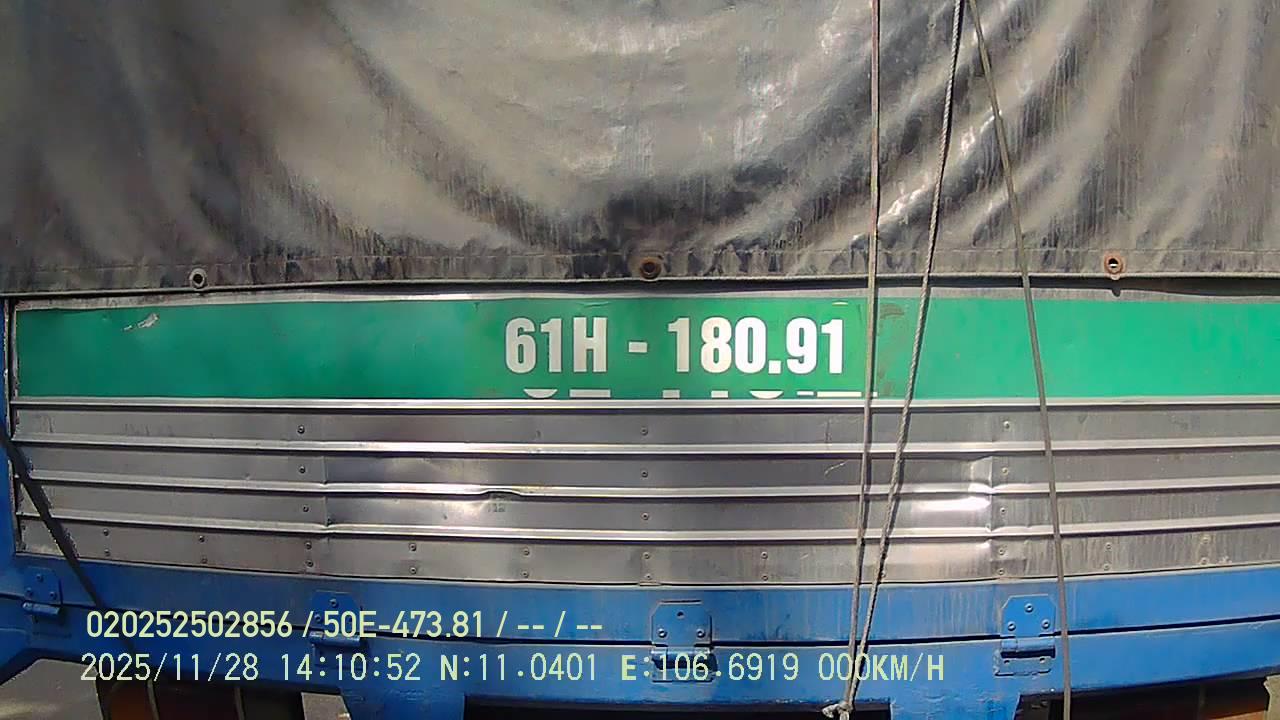 61H - 180.91
020252502856 / 50E-473.81 / -- / --
2025/11/28 14:10:52 N:11.0401 E:106.6919 000KM/H